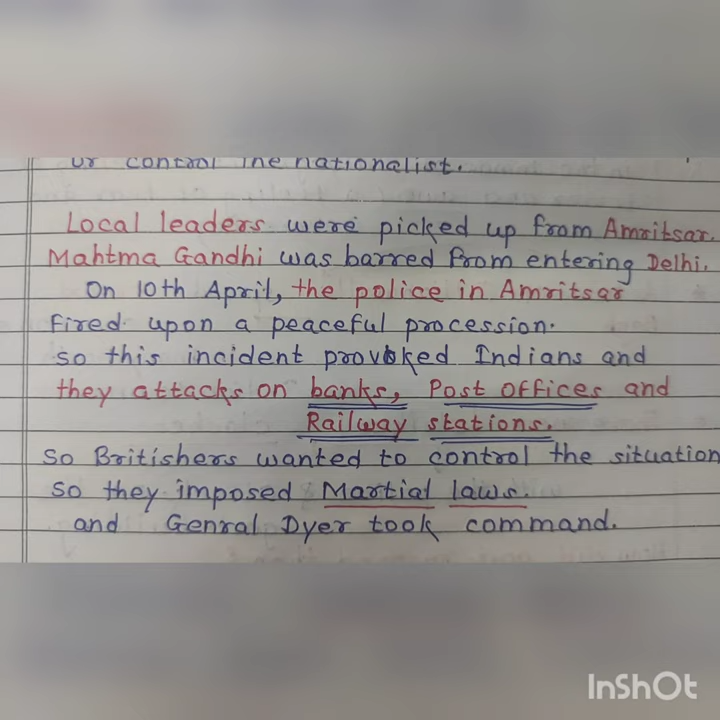 or control the nationalist.
Local leaders were picked up from Amritsar.
Mahtma Gandhi was barred from entering Delhi.
On 10th April, the police in Amritsar
fired upon a peaceful procession.
so this incident provoked Indians and
they attacks on banks, Post offices and
Railway stations.
So Britishers wanted to control the situation
so they imposed Martial laws.
and Genral Dyer took command.
InShOt